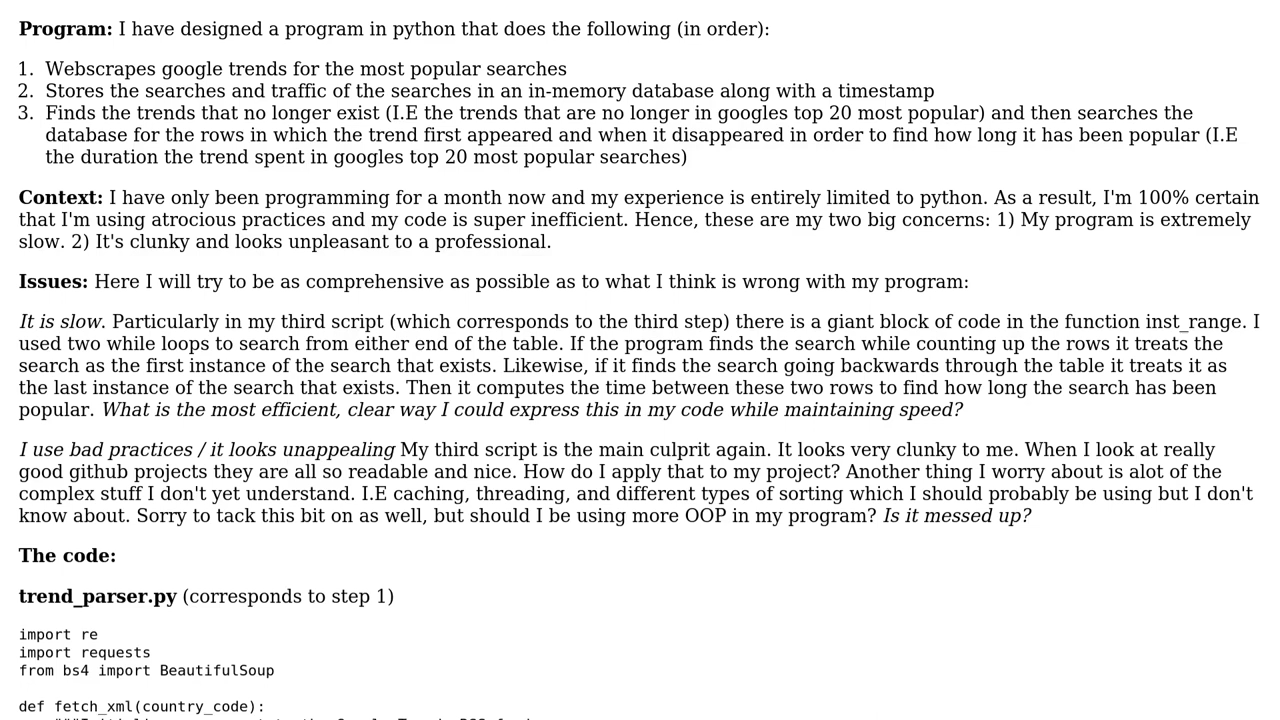 Program: I have designed a program in python that does the following (in order):
1. Webscrapes google trends for the most popular searches
2. Stores the searches and traffic of the searches in an in-memory database along with a timestamp
3. Finds the trends that no longer exist (I.E the trends that are no longer in googles top 20 most popular) and then searches the
database for the rows in which the trend first appeared and when it disappeared in order to find how long it has been popular (I.E
the duration the trend spent in googles top 20 most popular searches)
Context: I have only been programming for a month now and my experience is entirely limited to python. As a result, I'm 100% certain
that I'm using atrocious practices and my code is super inefficient. Hence, these are my two big concerns: 1) My program is extremely
slow. 2) It's clunky and looks unpleasant to a professional.
Issues: Here I will try to be as comprehensive as possible as to what I think is wrong with my program:
It is slow. Particularly in my third script (which corresponds to the third step) there is a giant block of code in the function inst_range. I
used two while loops to search from either end of the table. If the program finds the search while counting up the rows it treats the
search as the first instance of the search that exists. Likewise, if it finds the search going backwards through the table it treats it as
the last instance of the search that exists. Then it computes the time between these two rows to find how long the search has been
popular. What is the most efficient, clear way I could express this in my code while maintaining speed?
I use bad practices / it looks unappealing My third script is the main culprit again. It looks very clunky to me. When I look at really
good github projects they are all so readable and nice. How do I apply that to my project? Another thing I worry about is alot of the
complex stuff I don't yet understand. I.E caching, threading, and different types of sorting which I should probably be using but I don't
know about. Sorry to tack this bit on as well, but should I be using more OOP in my program? Is it messed up?
The code:
trend_parser.py (corresponds to step 1)
import re
import requests
from bs4 import BeautifulSoup
def fetch_xml(country_code):